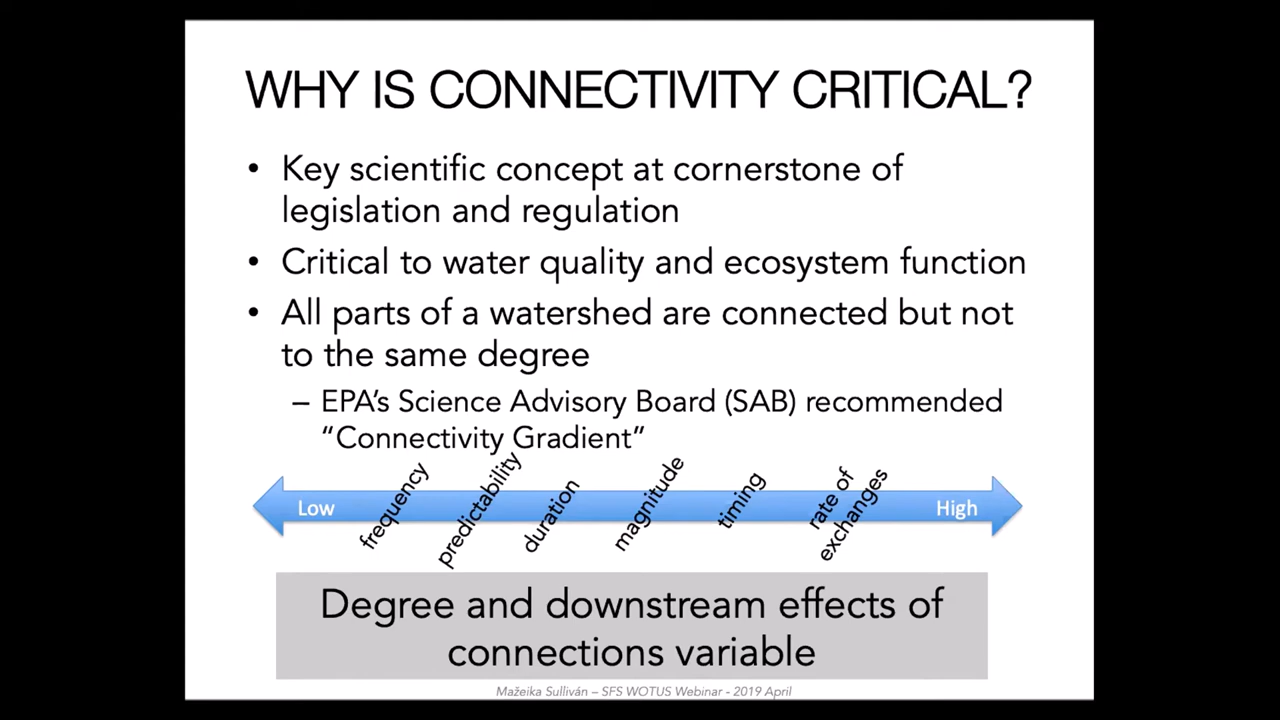 WHY IS CONNECTIVITY CRITICAL?
• Key scientific concept at cornerstone of
legislation and regulation
• Critical to water quality and ecosystem function
• All parts of a watershed are connected but not
to the same degree
– EPA’s Science Advisory Board (SAB) recommended
“Connectivity Gradient”
Low
frequency
predictability
duration
magnitude
timing
rate of
exchanges
High
Degree and downstream effects of
connections variable
Mažeika Sulliván – SFS WOTUS Webinar - 2019 April